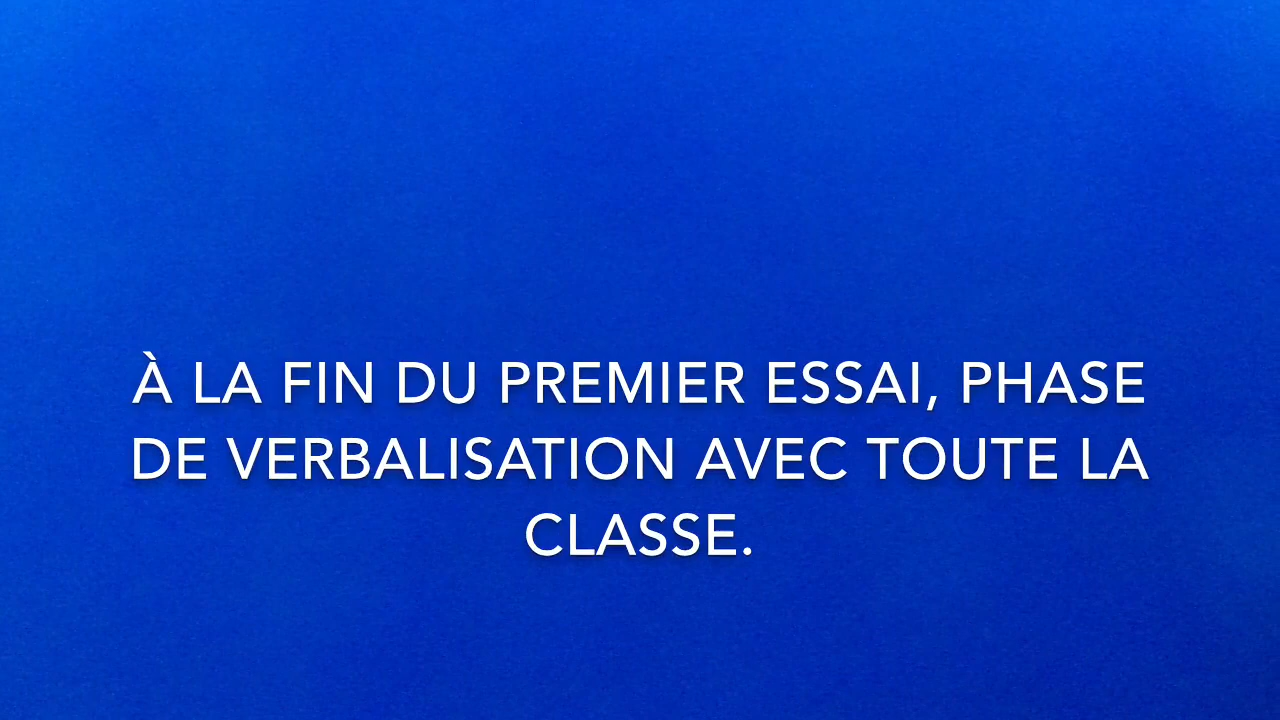 À LA FIN DU PREMIER ESSAI, PHASE
DE VERBALISATION AVEC TOUTE LA
CLASSE.